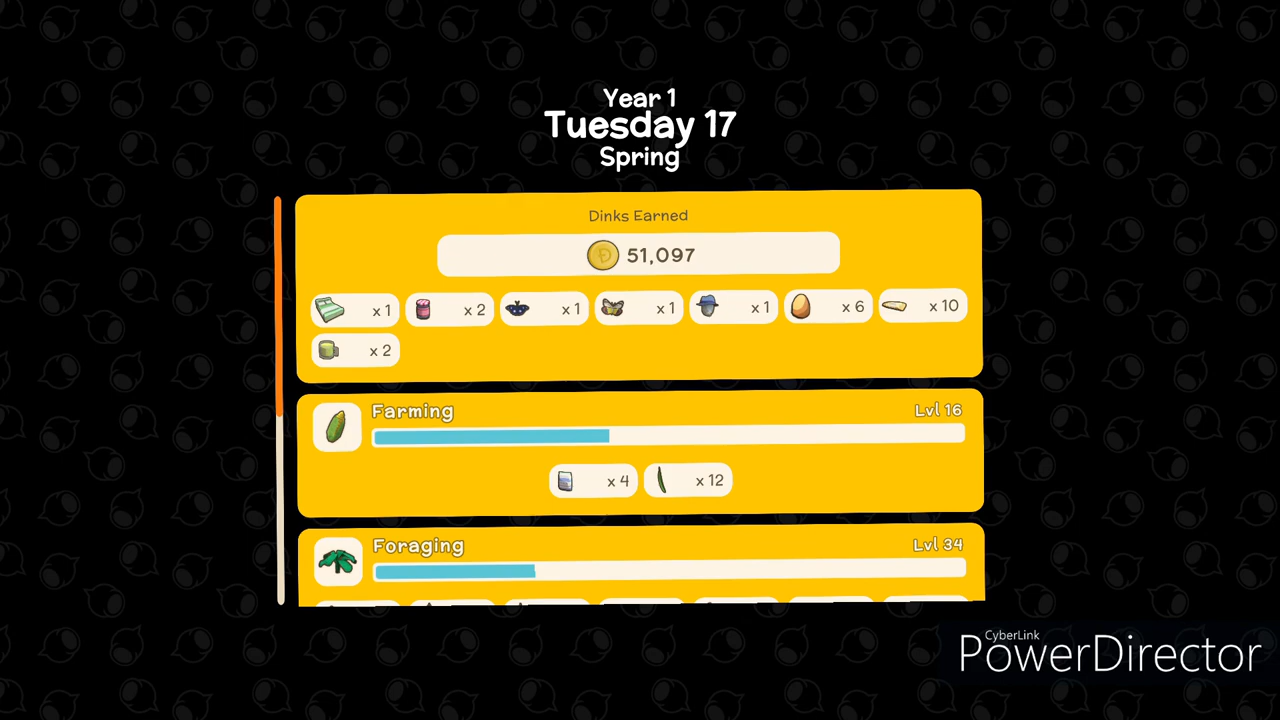 Year 1
Tuesday 17
Spring
Dinks Earned
51,097
x 1 x 2 x 1 x 1 x 1 x 6 x 10
x 2
Farming Lvl 16
x 4 x 12
Foraging Lvl 34
CyberLink
PowerDirector